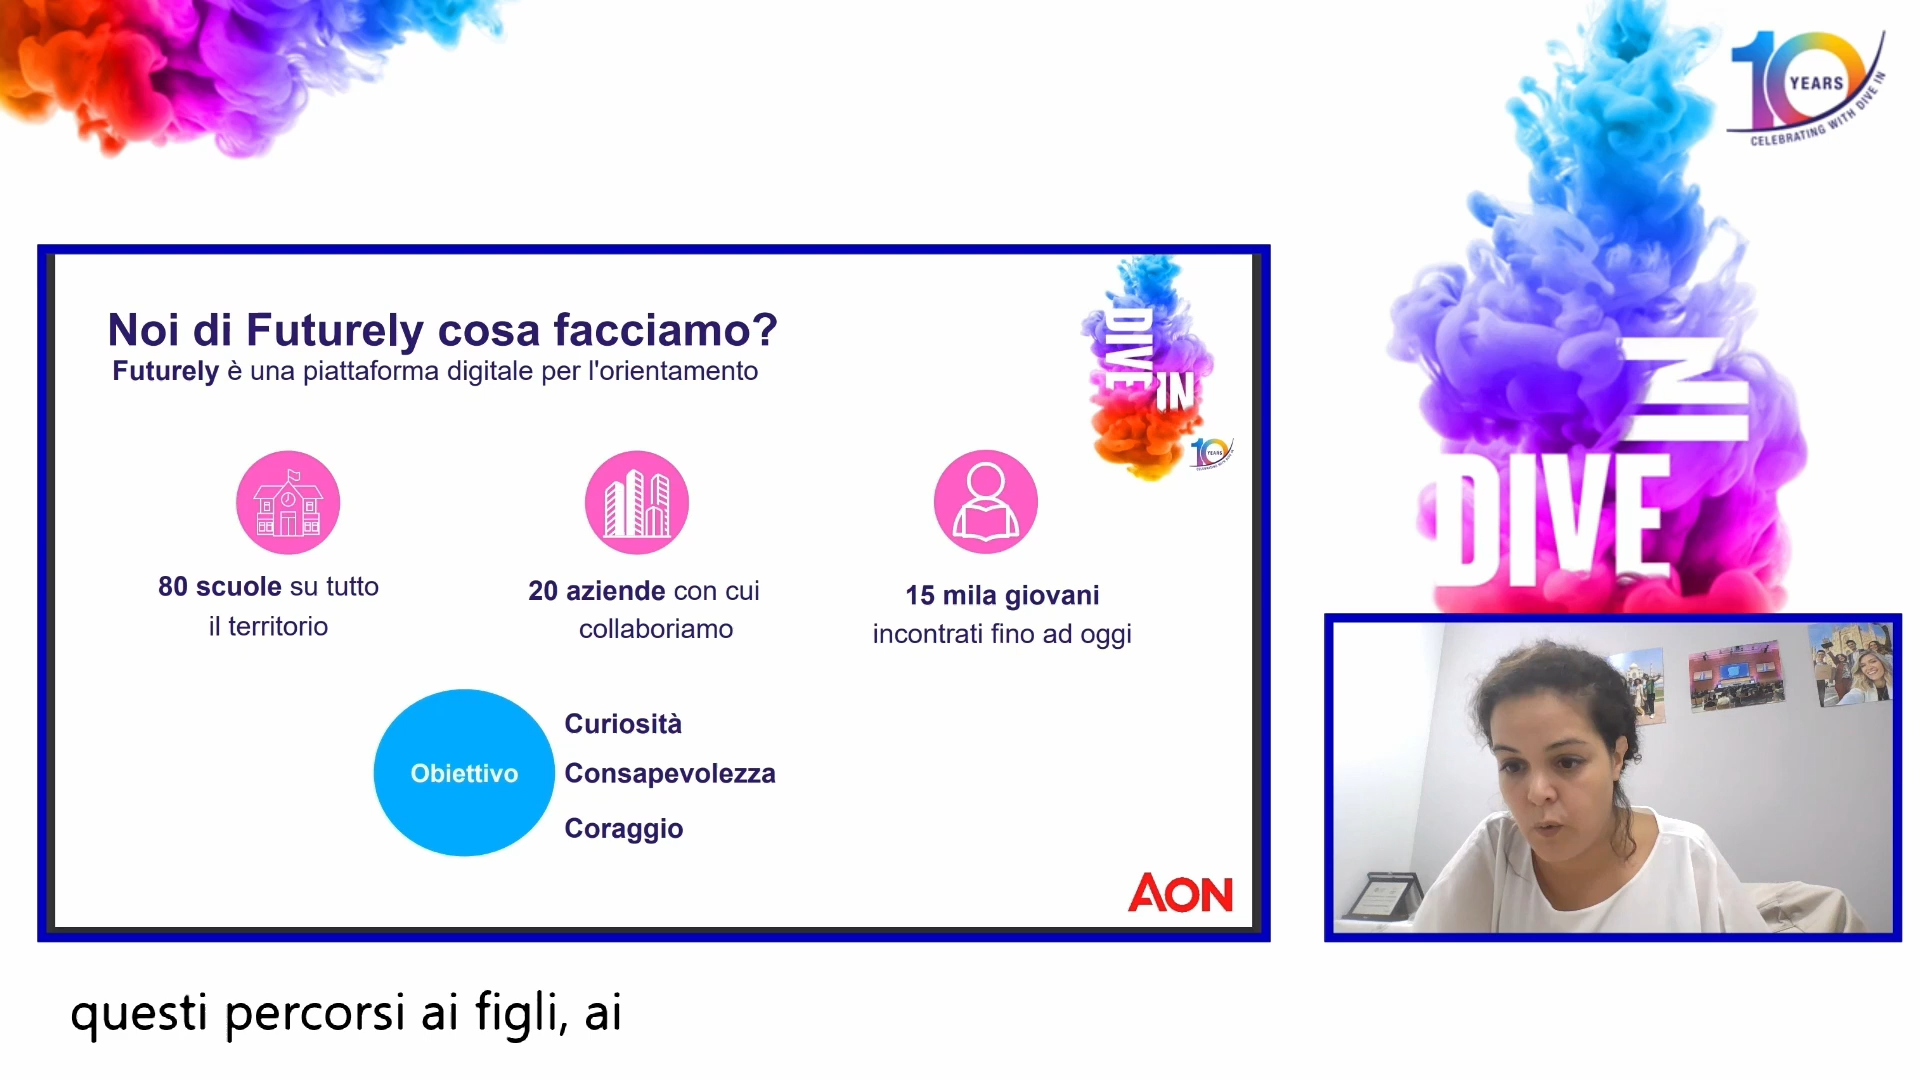 10 YEARS
CELEBRATING WITH DIVE IN
Noi di Futurely cosa facciamo?
Futurely è una piattaforma digitale per l'orientamento
DIVE
IN
10 YEARS
80 scuole su tutto
il territorio
20 aziende con cui
collaboriamo
15 mila giovani
incontrati fino ad oggi
Obiettivo
Curiosità
Consapevolezza
Coraggio
AON
IN
DIVE
questi percorsi ai figli, ai